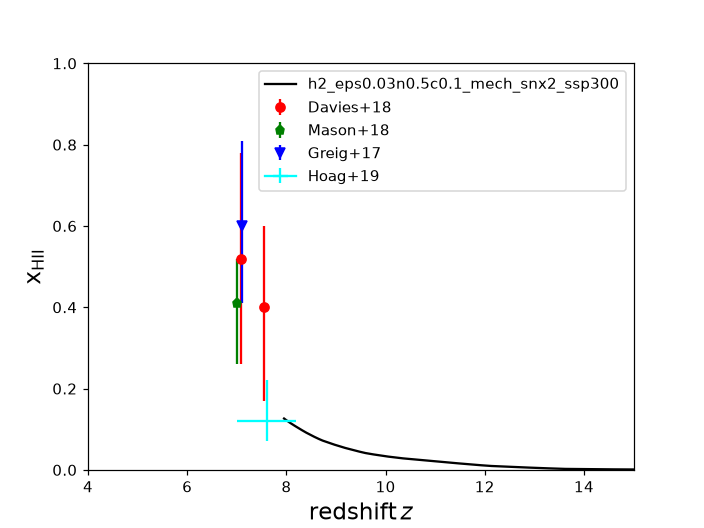 1.0
0.8
0.6
0.4
0.2
0.0
4 6 8 10 12 14
xHII
redshift z
h2_eps0.03n0.5c0.1_mech_snx2_ssp300
Davies+18
Mason+18
Greig+17
Hoag+19